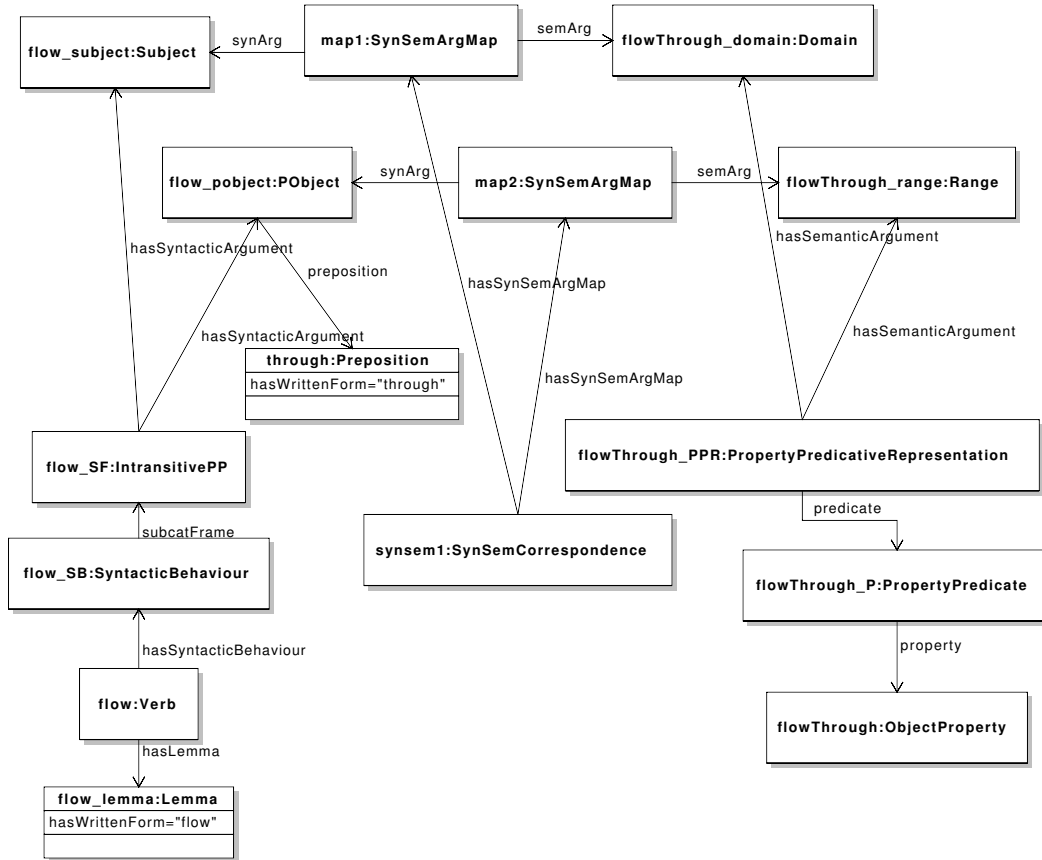 flow_subject:Subject
synArg
map1:SynSemArgMap
semArg
flowThrough_domain:Domain
flow_pobject:PObject
synArg
map2:SynSemArgMap
semArg
flowThrough_range:Range
hasSyntacticArgument
hasSemanticArgument
preposition
hasSynSemArgMap
hasSyntacticArgument
hasSemanticArgument
through:Preposition
hasWrittenForm="through"
hasSynSemArgMap
flow_SF:IntransitivePP
flowThrough_PPR:PropertyPredicativeRepresentation
predicate
subcatFrame
synsem1:SynSemCorrespondence
flow_SB:SyntacticBehaviour
flowThrough_P:PropertyPredicate
hasSyntacticBehaviour
property
flow:Verb
flowThrough:ObjectProperty
hasLemma
flow_lemma:Lemma
hasWrittenForm="flow"